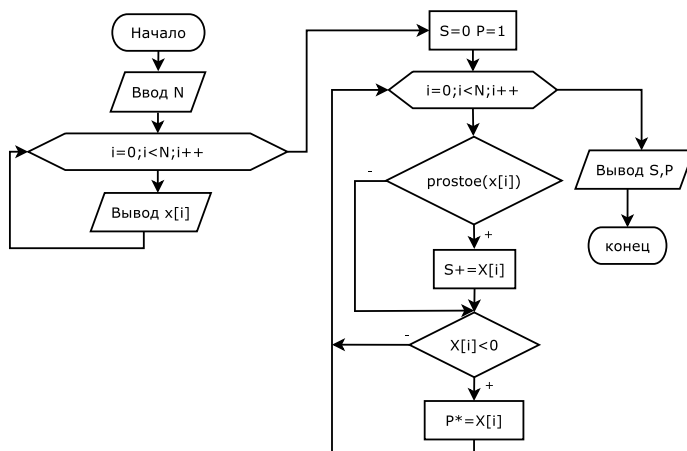 Начало
Ввод N
i=0;i<N;i++
Вывод x[i]
S=0 P=1
i=0;i<N;i++
prostoe(x[i])
-
+
S+=X[i]
X[i]<0
-
+
P*=X[i]
Вывод S,P
конец